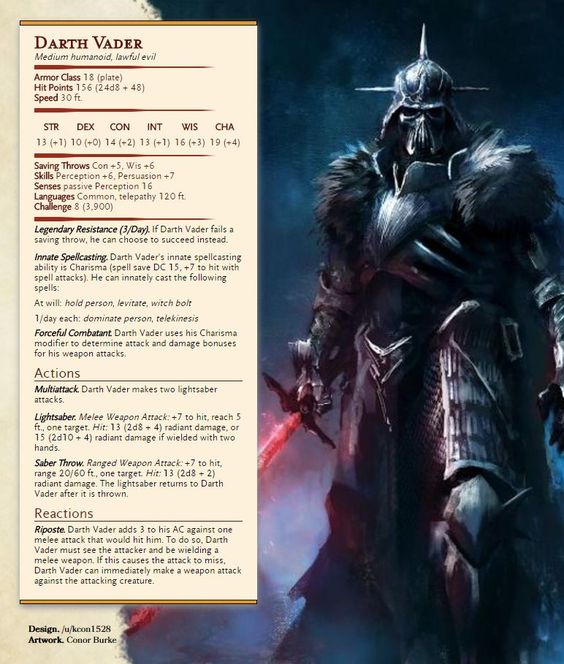 DARTH VADER
Medium humanoid, lawful evil
Armor Class 18 (plate)
Hit Points 156 (24d8 + 48)
Speed 30 ft.
STR DEX CON INT WIS CHA
13 (+1) 10 (+0) 14 (+2) 13 (+1) 16 (+3) 19 (+4)
Saving Throws Con +5, Wis +6
Skills Perception +6, Persuasion +7
Senses passive Perception 16
Languages Common, telepathy 120 ft.
Challenge 8 (3,900)
Legendary Resistance (3/Day). If Darth Vader fails a
saving throw, he can choose to succeed instead.
Innate Spellcasting. Darth Vader's innate spellcasting
ability is Charisma (spell save DC 15, +7 to hit with
spell attacks). He can innately cast the following
spells:
At will: hold person, levitate, witch bolt
1/day each: dominate person, telekinesis
Forceful Combatant. Darth Vader uses his Charisma
modifier to determine attack and damage bonuses
for his weapon attacks.
Actions
Multiattack. Darth Vader makes two lightsaber
attacks.
Lightsaber. Melee Weapon Attack: +7 to hit, reach 5
ft., one target. Hit: 13 (2d8 + 4) radiant damage, or
15 (2d10 + 4) radiant damage if wielded with two
hands.
Saber Throw. Ranged Weapon Attack: +7 to hit,
range 20/60 ft., one target. Hit: 13 (2d8 + 2)
radiant damage. The lightsaber returns to Darth
Vader after it is thrown.
Reactions
Riposte. Darth Vader adds 3 to his AC against one
melee attack that would hit him. To do so, Darth
Vader must see the attacker and be wielding a
melee weapon. If this causes the attack to miss,
Darth Vader can immediately make a weapon attack
against the attacking creature.
Design. /u/kcon1528
Artwork. Conor Burke